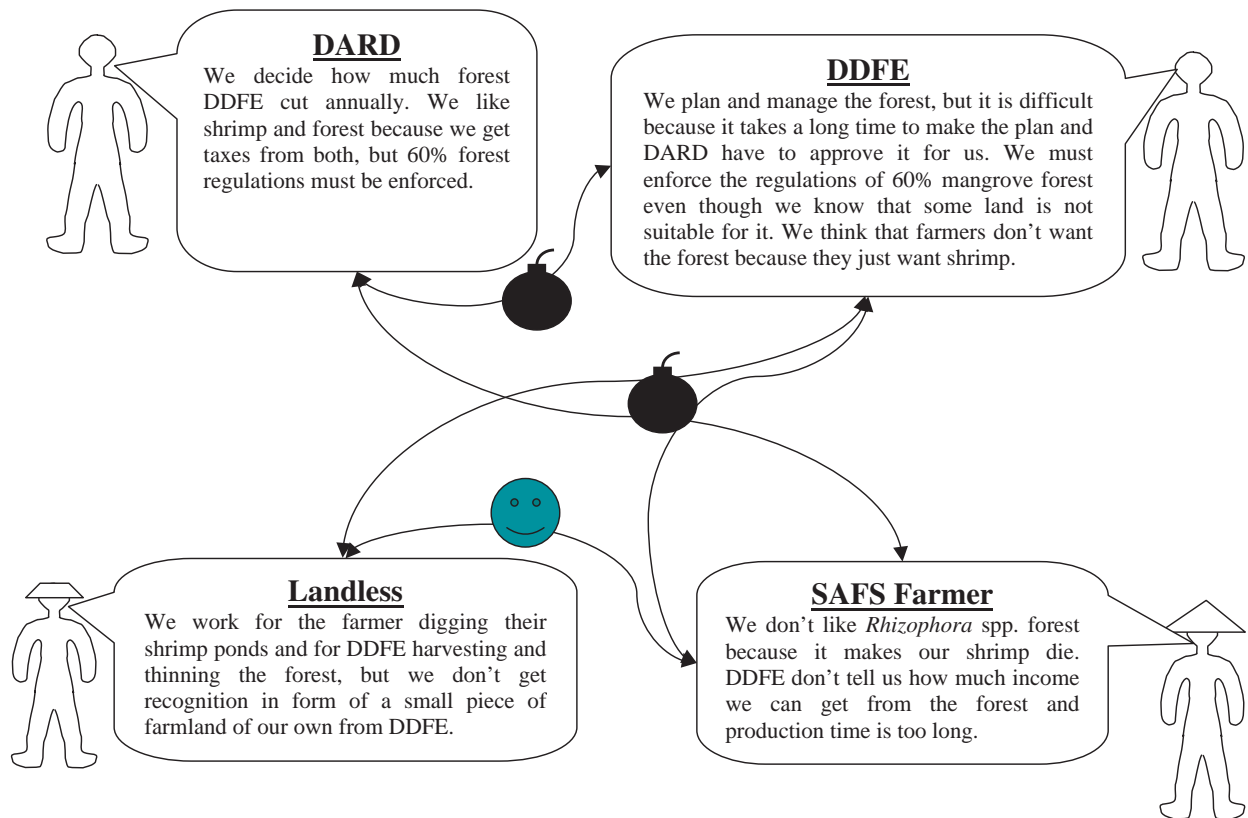 DARD
We decide how much forest
DDFE cut annually. We like
shrimp and forest because we get
taxes from both, but 60% forest
regulations must be enforced.
DDFE
We plan and manage the forest, but it is difficult
because it takes a long time to make the plan and
DARD have to approve it for us. We must
enforce the regulations of 60% mangrove forest
even though we know that some land is not
suitable for it. We think that farmers don't want
the forest because they just want shrimp.
Landless
We work for the farmer digging their
shrimp ponds and for DDFE harvesting and
thinning the forest, but we don't get
recognition in form of a small piece of
farmland of our own from DDFE.
SAFS Farmer
We don't like Rhizophora spp. forest
because it makes our shrimp die.
DDFE don't tell us how much income
we can get from the forest and
production time is too long.